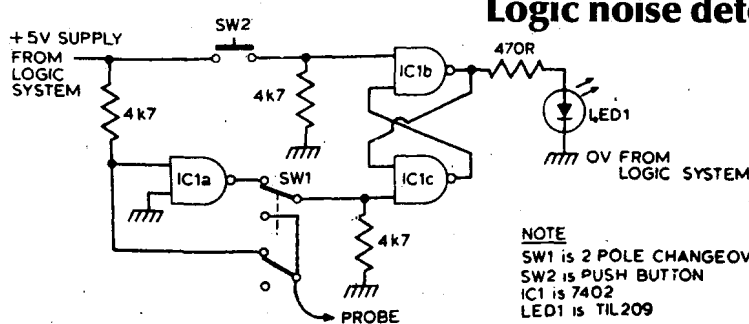 Logic noise dete
+5V SUPPLY
FROM
LOGIC
SYSTEM
SW2
IC1b
470R
4k7
4k7
LED1
IC1a
SW1
IC1c
0V FROM
LOGIC SYSTEM
4k7
PROBE
NOTE
SW1 is 2 POLE CHANGEOV
SW2 is PUSH BUTTON
IC1 is 7402
LED1 is TIL209